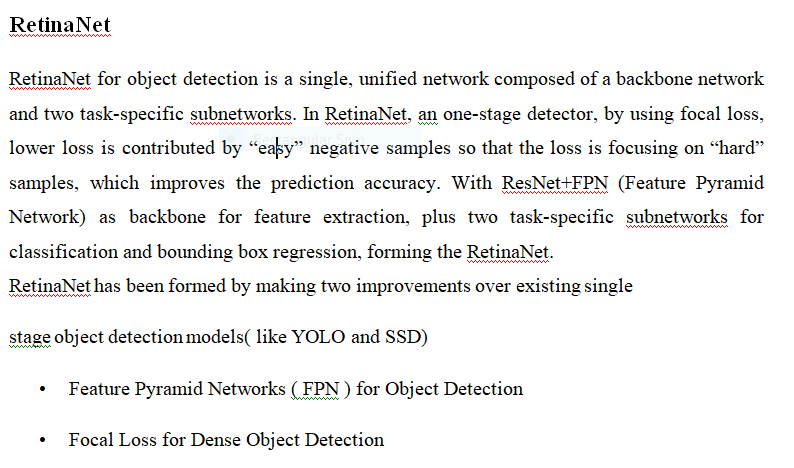 RetinaNet
RetinaNet for object detection is a single, unified network composed of a backbone network
and two task-specific subnetworks. In RetinaNet, an one-stage detector, by using focal loss,
lower loss is contributed by “easy” negative samples so that the loss is focusing on “hard”
samples, which improves the prediction accuracy. With ResNet+FPN (Feature Pyramid
Network) as backbone for feature extraction, plus two task-specific subnetworks for
classification and bounding box regression, forming the RetinaNet.
RetinaNet has been formed by making two improvements over existing single
stage object detection models( like YOLO and SSD)
• Feature Pyramid Networks ( FPN ) for Object Detection
• Focal Loss for Dense Object Detection